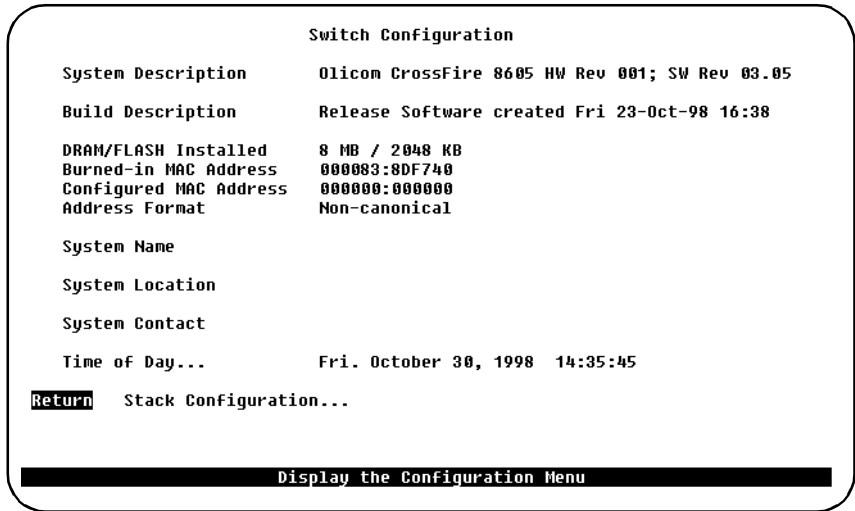 Switch Configuration
System Description Olicom CrossFire 8605 HW Rev 001; SW Rev 03.05
Build Description Release Software created Fri 23-Oct-98 16:38
DRAM/FLASH Installed 8 MB / 2048 KB
Burned-in MAC Address 000083:8DF740
Configured MAC Address 000000:000000
Address Format Non-canonical
System Name
System Location
System Contact
Time of Day... Fri. October 30, 1998 14:35:45
Return Stack Configuration...
Display the Configuration Menu